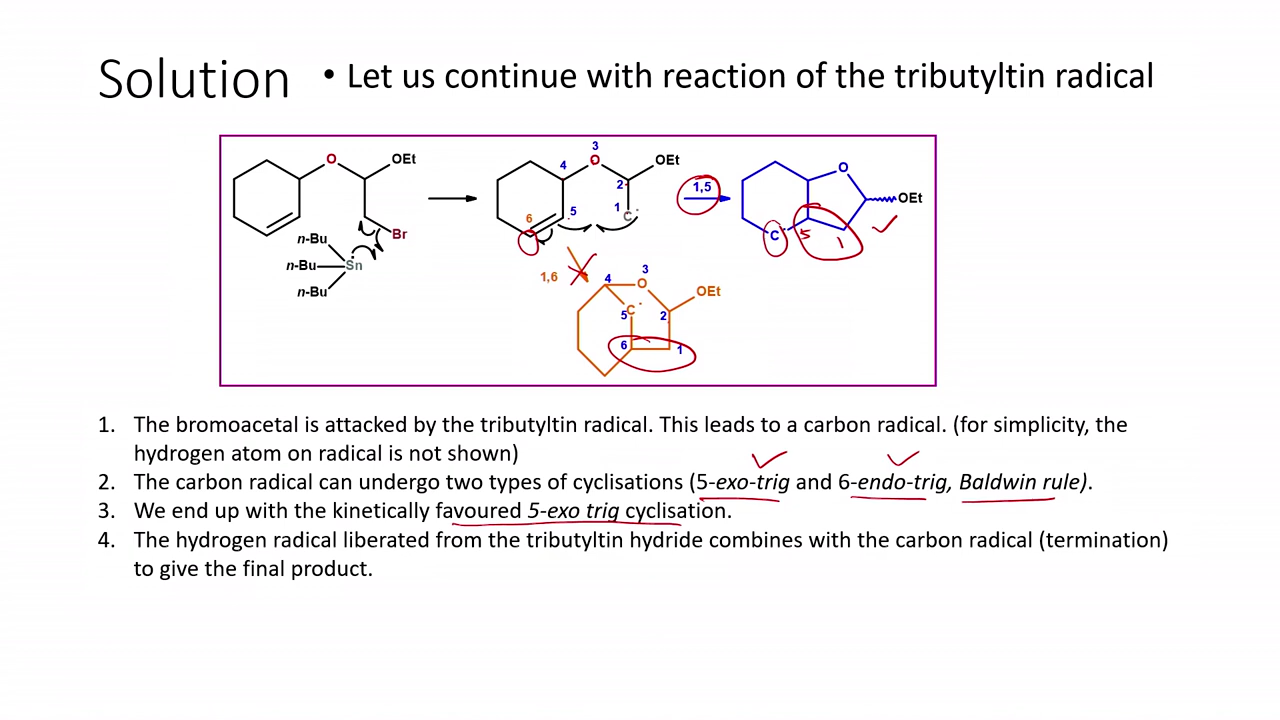 Solution • Let us continue with reaction of the tributyltin radical
O OEt
Br
n-Bu
n-Bu Sn
n-Bu
3
4 O OEt
2
6 5 1 C
1,5
O
OEt
C 5 1
1,6
3
4 O OEt
5 C 2
6 1
1. The bromoacetal is attacked by the tributyltin radical. This leads to a carbon radical. (for simplicity, the
hydrogen atom on radical is not shown)
2. The carbon radical can undergo two types of cyclisations (5-exo-trig and 6-endo-trig, Baldwin rule).
3. We end up with the kinetically favoured 5-exo trig cyclisation.
4. The hydrogen radical liberated from the tributyltin hydride combines with the carbon radical (termination)
to give the final product.